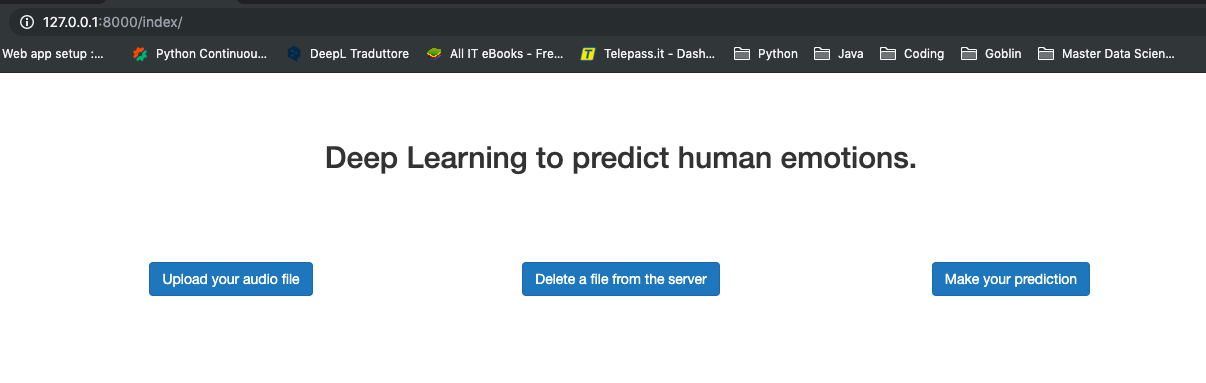 127.0.0.1:8000/index/
Web app setup :... Python Continuou... DeepL Traduttore All IT eBooks - Fre... Telepass.it - Dash... Python Java Coding Goblin Master Data Scien...
Deep Learning to predict human emotions.
Upload your audio file Delete a file from the server Make your prediction